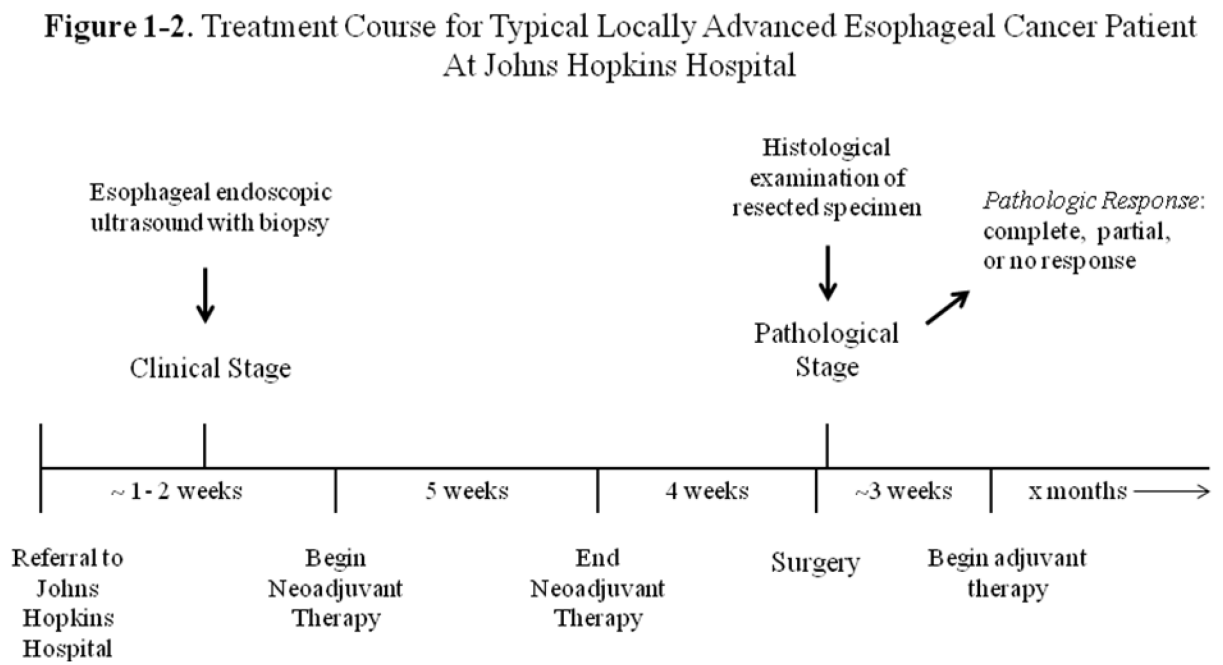 Figure 1-2. Treatment Course for Typical Locally Advanced Esophageal Cancer Patient
At Johns Hopkins Hospital
Esophageal endoscopic
ultrasound with biopsy
Clinical Stage
Histological
examination of
resected specimen
Pathologic Response:
complete, partial,
or no response
Pathological
Stage
~ 1- 2 weeks
5 weeks
4 weeks
~3 weeks
x months
Referral to
Johns
Hopkins
Hospital
Begin
Neoadjuvant
Therapy
End
Neoadjuvant
Therapy
Surgery
Begin adjuvant
therapy